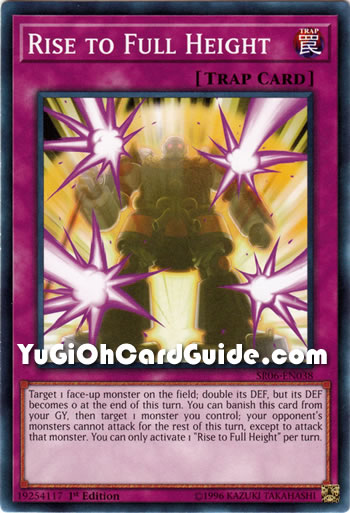 RISE TO FULL HEIGHT
TRAP
罠
[TRAP CARD]
YuGiOhCardGuide.com
SR06-EN038
Target 1 face-up monster on the field; double its DEF, but its DEF
becomes 0 at the end of this turn. You can banish this card from
your GY, then target 1 monster you control; your opponent's
monsters cannot attack for the rest of this turn, except to attack
that monster. You can only activate 1 "Rise to Full Height" per turn.
19254117 1st Edition ©1996 KAZUKI TAKAHASHI